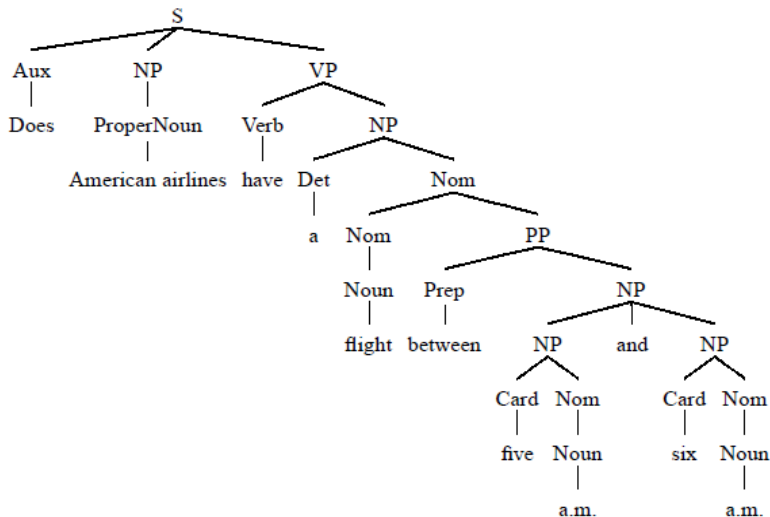 S
Aux NP VP
Does ProperNoun Verb NP
American airlines have Det Nom
a Nom PP
Noun Prep NP
flight between NP and NP
Card Nom Card Nom
five Noun six Noun
a.m. a.m.